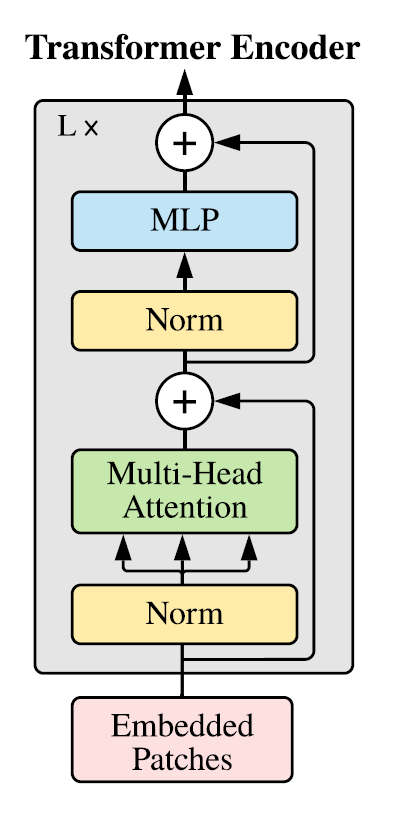 Transformer Encoder
L ×
+
MLP
Norm
+
Multi-Head
Attention
Norm
Embedded
Patches